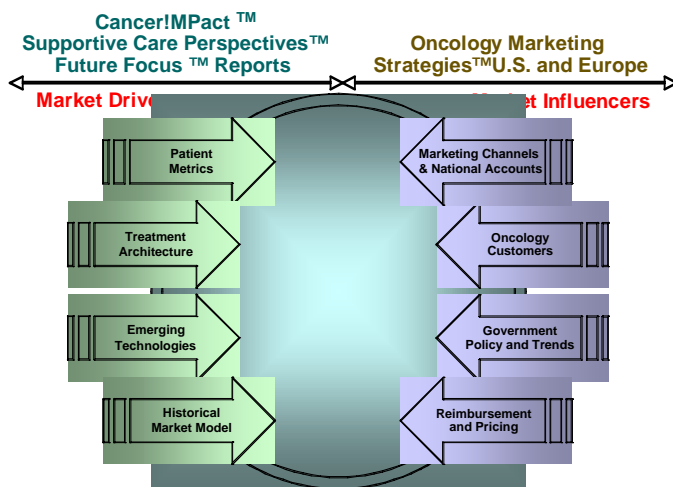 Cancer!MPact ™
Supportive Care Perspectives™
Future Focus ™ Reports
Oncology Marketing
Strategies™U.S. and Europe
Market Drive
Influencers
Patient
Metrics
Marketing Channels
& National Accounts
Treatment
Architecture
Oncology
Customers
Emerging
Technologies
Government
Policy and Trends
Historical
Market Model
Reimbursement
and Pricing